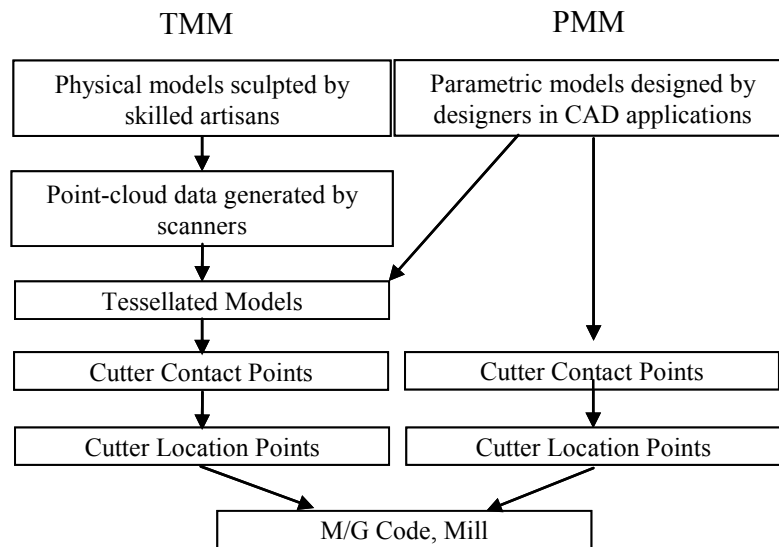 TMM
PMM
Physical models sculpted by
skilled artisans
Parametric models designed by
designers in CAD applications
Point-cloud data generated by
scanners
Tessellated Models
Cutter Contact Points
Cutter Contact Points
Cutter Location Points
Cutter Location Points
M/G Code, Mill